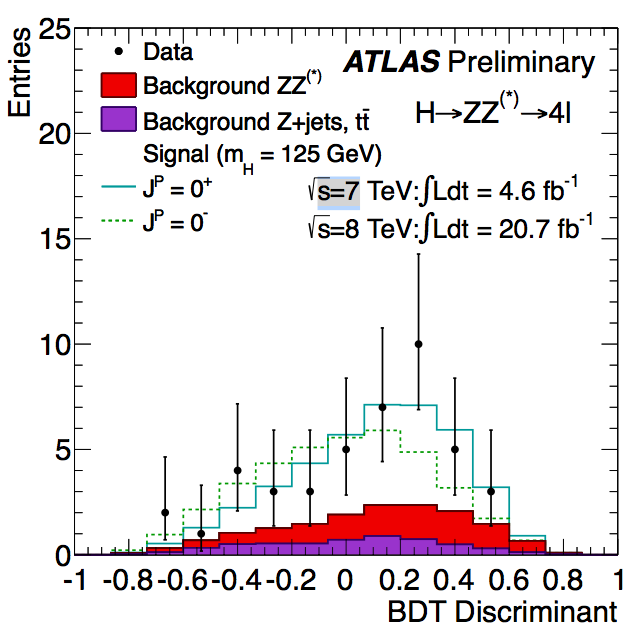 Entries
25
20
15
10
5
0
Data
Background ZZ(*)
Background Z+jets, tt̄
Signal (mH = 125 GeV)
JP = 0+
JP = 0-
ATLAS Preliminary
H→ZZ(*)→4l
√s=7 TeV:∫Ldt = 4.6 fb-1
√s=8 TeV:∫Ldt = 20.7 fb-1
-1 -0.8 -0.6 -0.4 -0.2 0 0.2 0.4 0.6 0.8 1
BDT Discriminant